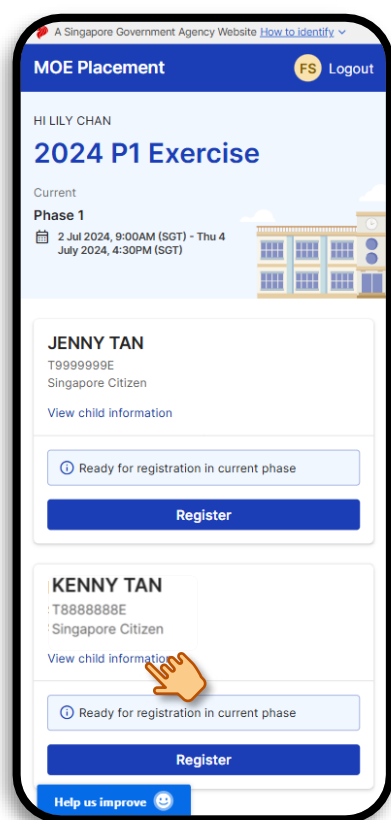 A Singapore Government Agency Website How to identify
MOE Placement
FS Logout
HI LILY CHAN
2024 P1 Exercise
Current
Phase 1
2 Jul 2024, 9:00AM (SGT) - Thu 4
July 2024, 4:30PM (SGT)
JENNY TAN
T9999999E
Singapore Citizen
View child information
Ready for registration in current phase
Register
KENNY TAN
T8888888E
Singapore Citizen
View child information
Ready for registration in current phase
Register
Help us improve